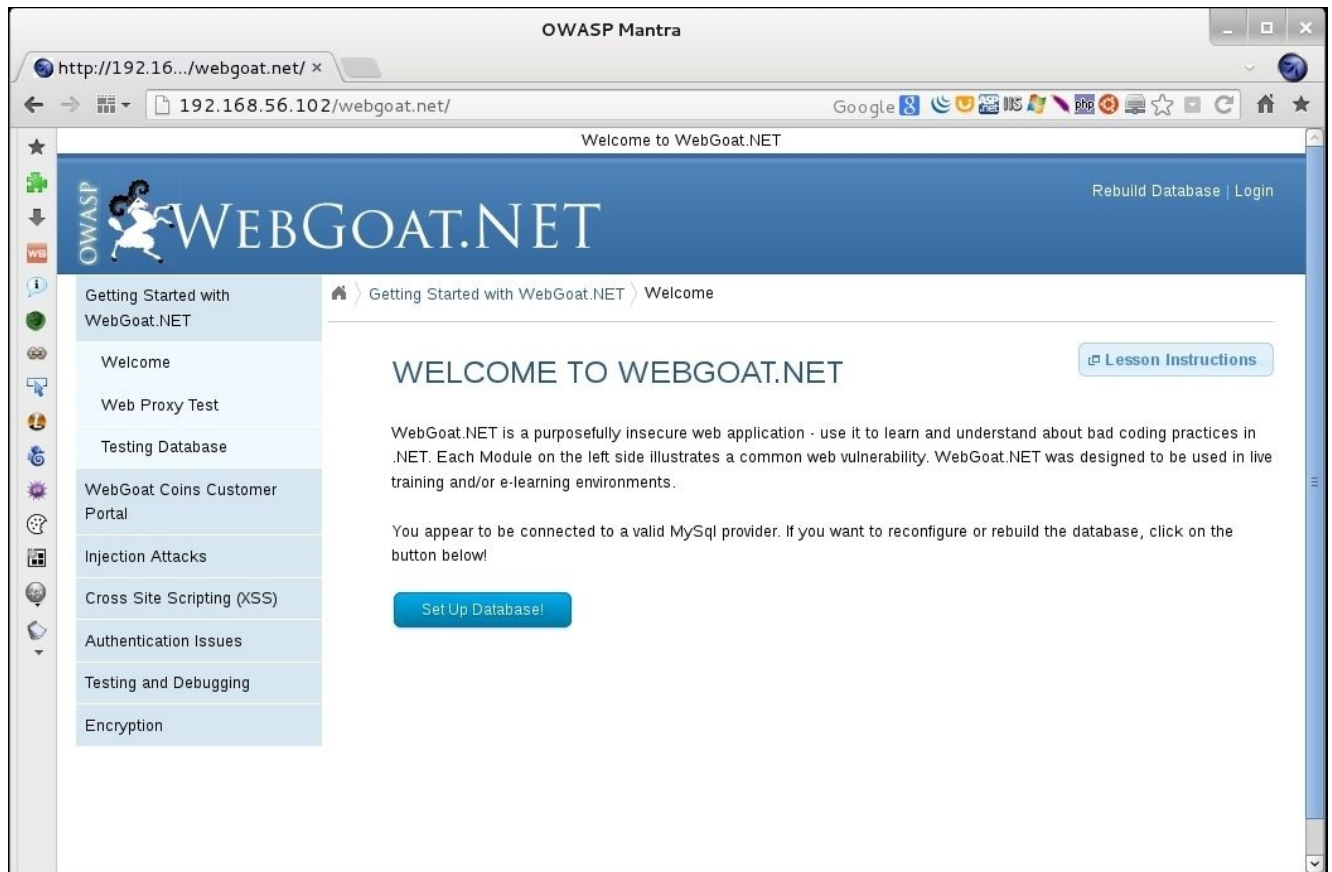 OWASP Mantra
http://192.16.../webgoat.net/ ×
192.168.56.102/webgoat.net/
Google
8
IIS
php
Welcome to WebGoat.NET
WS
OWASP
WEBGOAT.NET
Rebuild Database | Login
Getting Started with
WebGoat.NET
Welcome
Web Proxy Test
Testing Database
WebGoat Coins Customer
Portal
Injection Attacks
Cross Site Scripting (XSS)
Authentication Issues
Testing and Debugging
Encryption
Getting Started with WebGoat.NET
Welcome
Lesson Instructions
WELCOME TO WEBGOAT.NET
WebGoat.NET is a purposefully insecure web application - use it to learn and understand about bad coding practices in
.NET. Each Module on the left side illustrates a common web vulnerability. WebGoat.NET was designed to be used in live
training and/or e-learning environments.
You appear to be connected to a valid MySql provider. If you want to reconfigure or rebuild the database, click on the
button below!
Set Up Database!